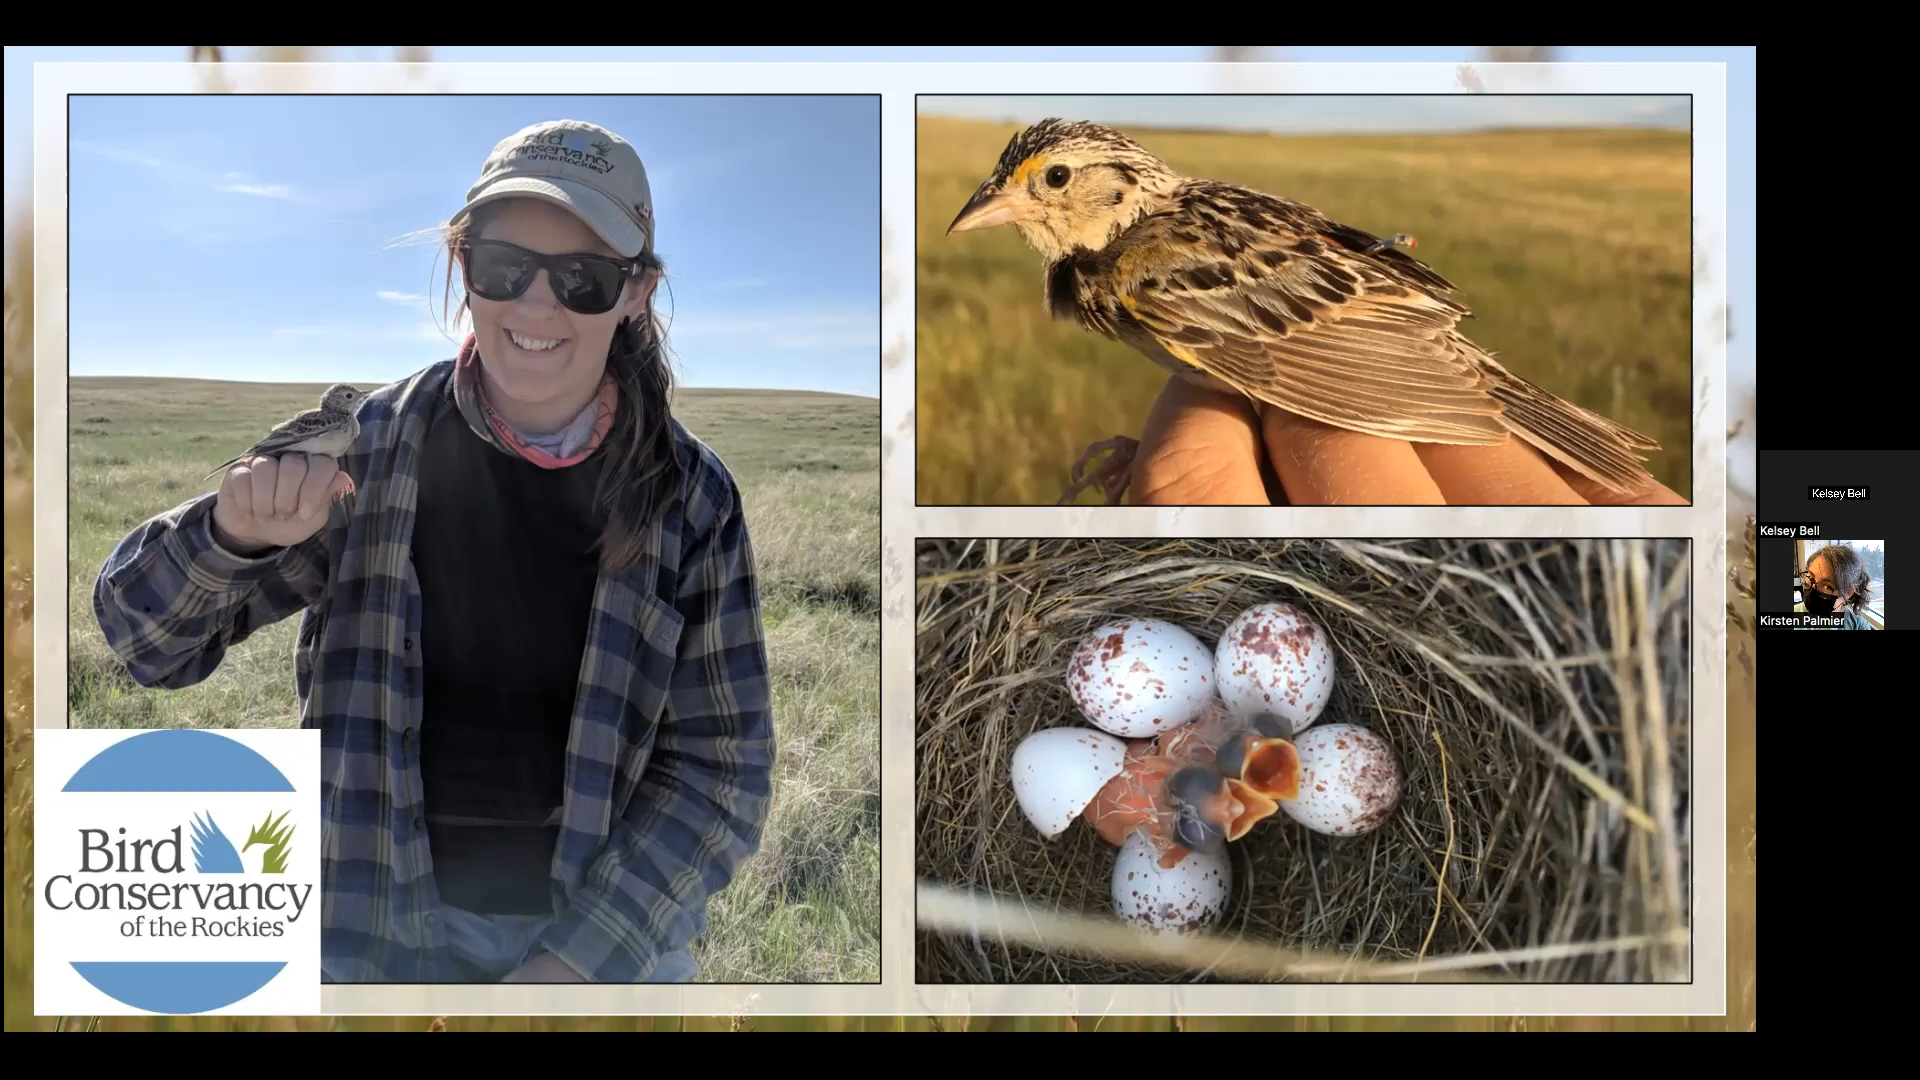 Bird
Conservancy
of the Rockies
Bird
Conservancy
of the Rockies
Kelsey Bell
Kelsey Bell
Kirsten Palmier